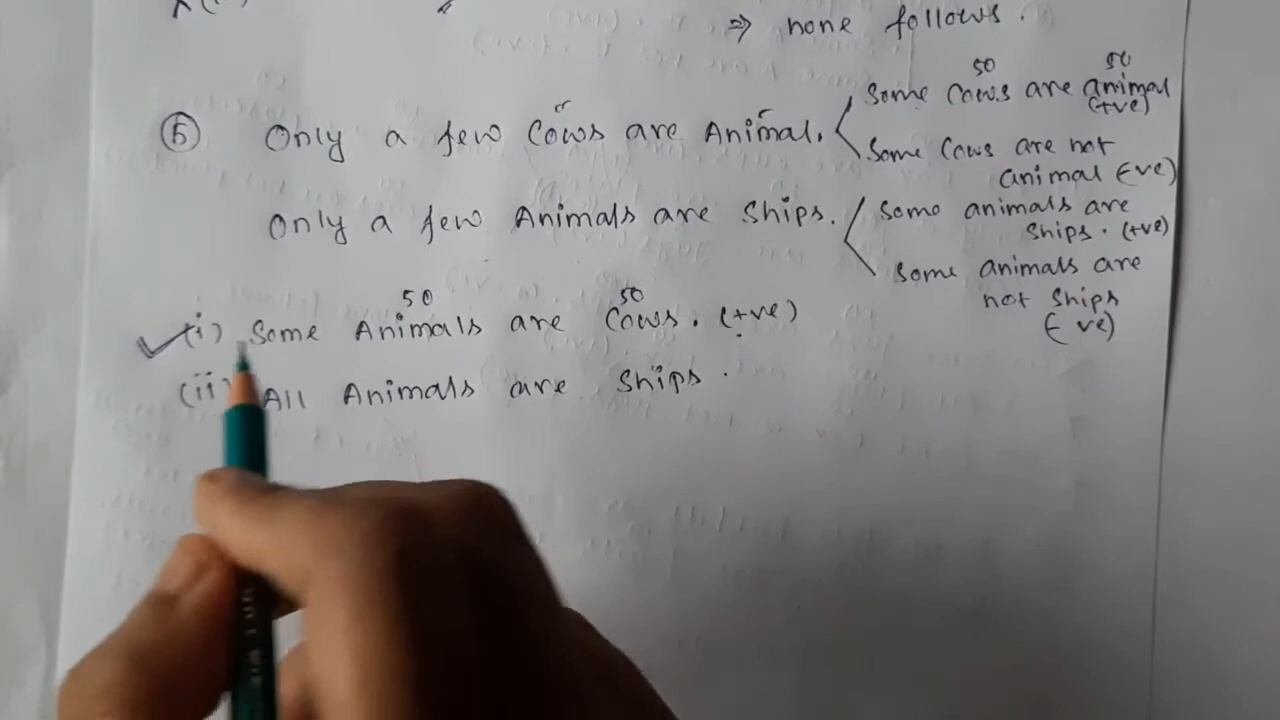 ⇒ none follows.
50 50
Some Cows are animal
(+ve)
⑤ Only a few Cows are Animal.
Some Cows are not
animal (-ve)
Only a few Animals are Ships.
Some animals are
Ships. (+ve)
Some animals are
not Ships
(-ve)
50 50
(i) Some Animals are Cows. (+ve)
(ii) All Animals are Ships.